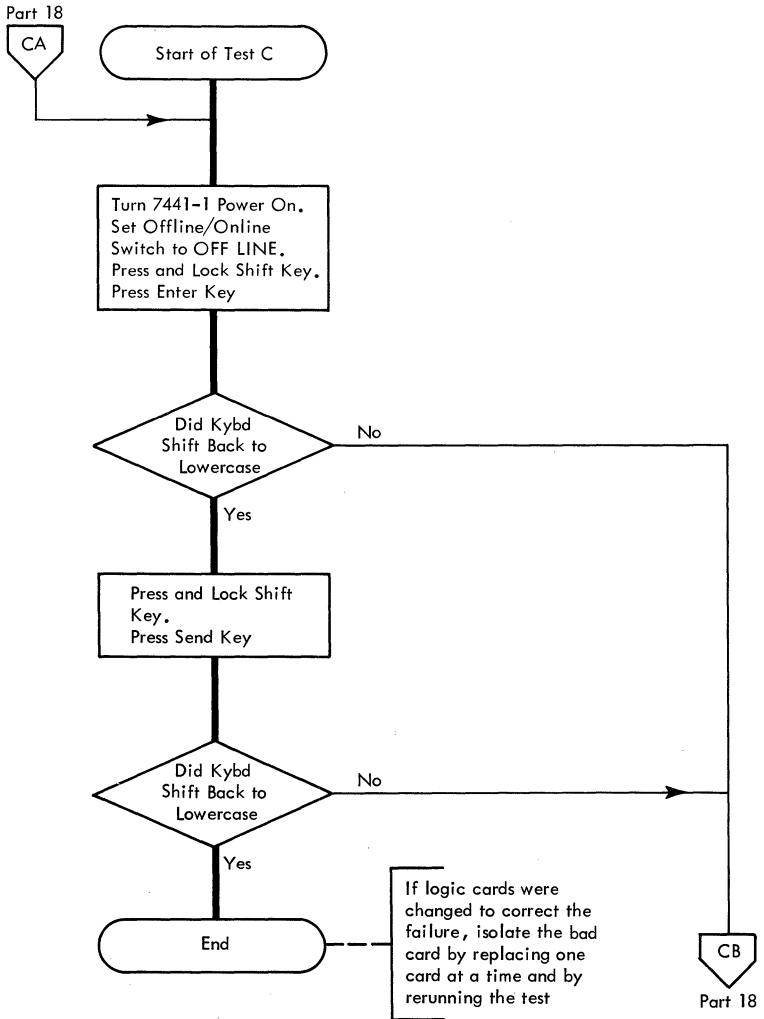 Part 18
CA
Start of Test C
Turn 7441-1 Power On.
Set Offline/Online
Switch to OFF LINE.
Press and Lock Shift Key.
Press Enter Key
Did Kybd
Shift Back to
Lowercase
No
Yes
Press and Lock Shift
Key.
Press Send Key
Did Kybd
Shift Back to
Lowercase
No
Yes
End
If logic cards were
changed to correct the
failure, isolate the bad
card by replacing one
card at a time and by
rerunning the test
CB
Part 18